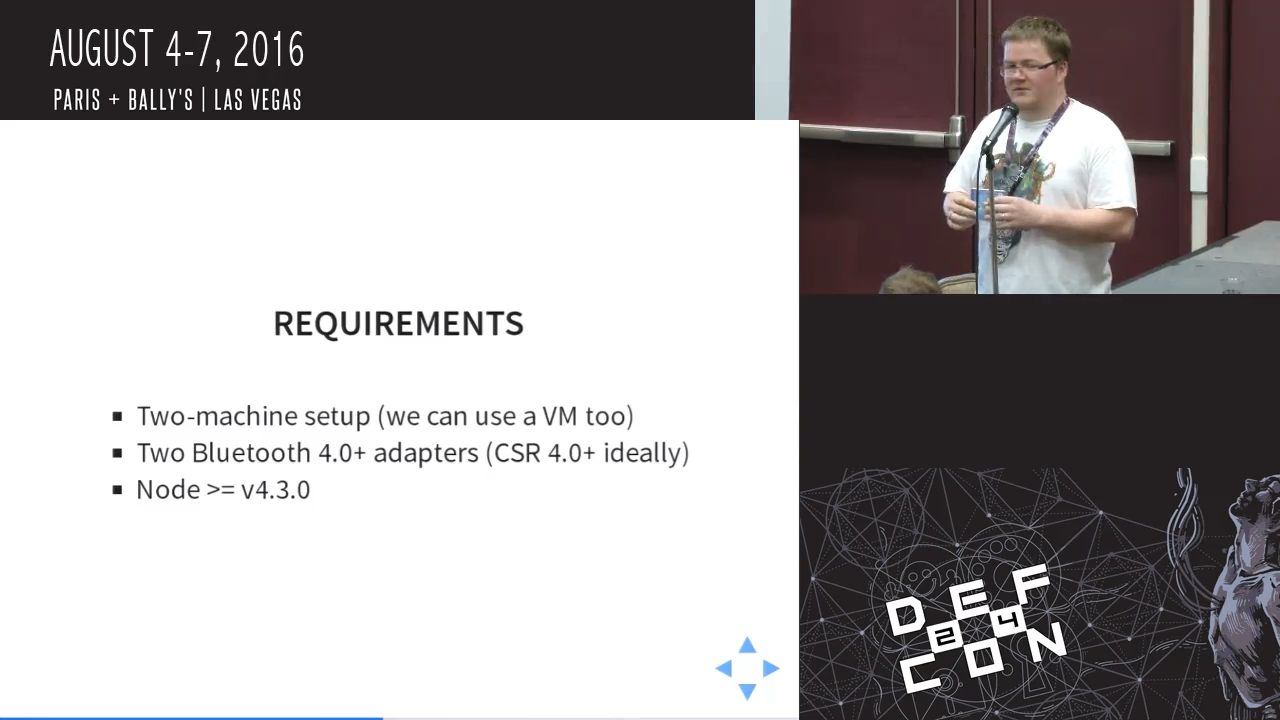 AUGUST 4-7, 2016
PARIS + BALLY'S | LAS VEGAS
REQUIREMENTS
▪ Two-machine setup (we can use a VM too)
▪ Two Bluetooth 4.0+ adapters (CSR 4.0+ ideally)
▪ Node >= v4.3.0
DEF
24
CON